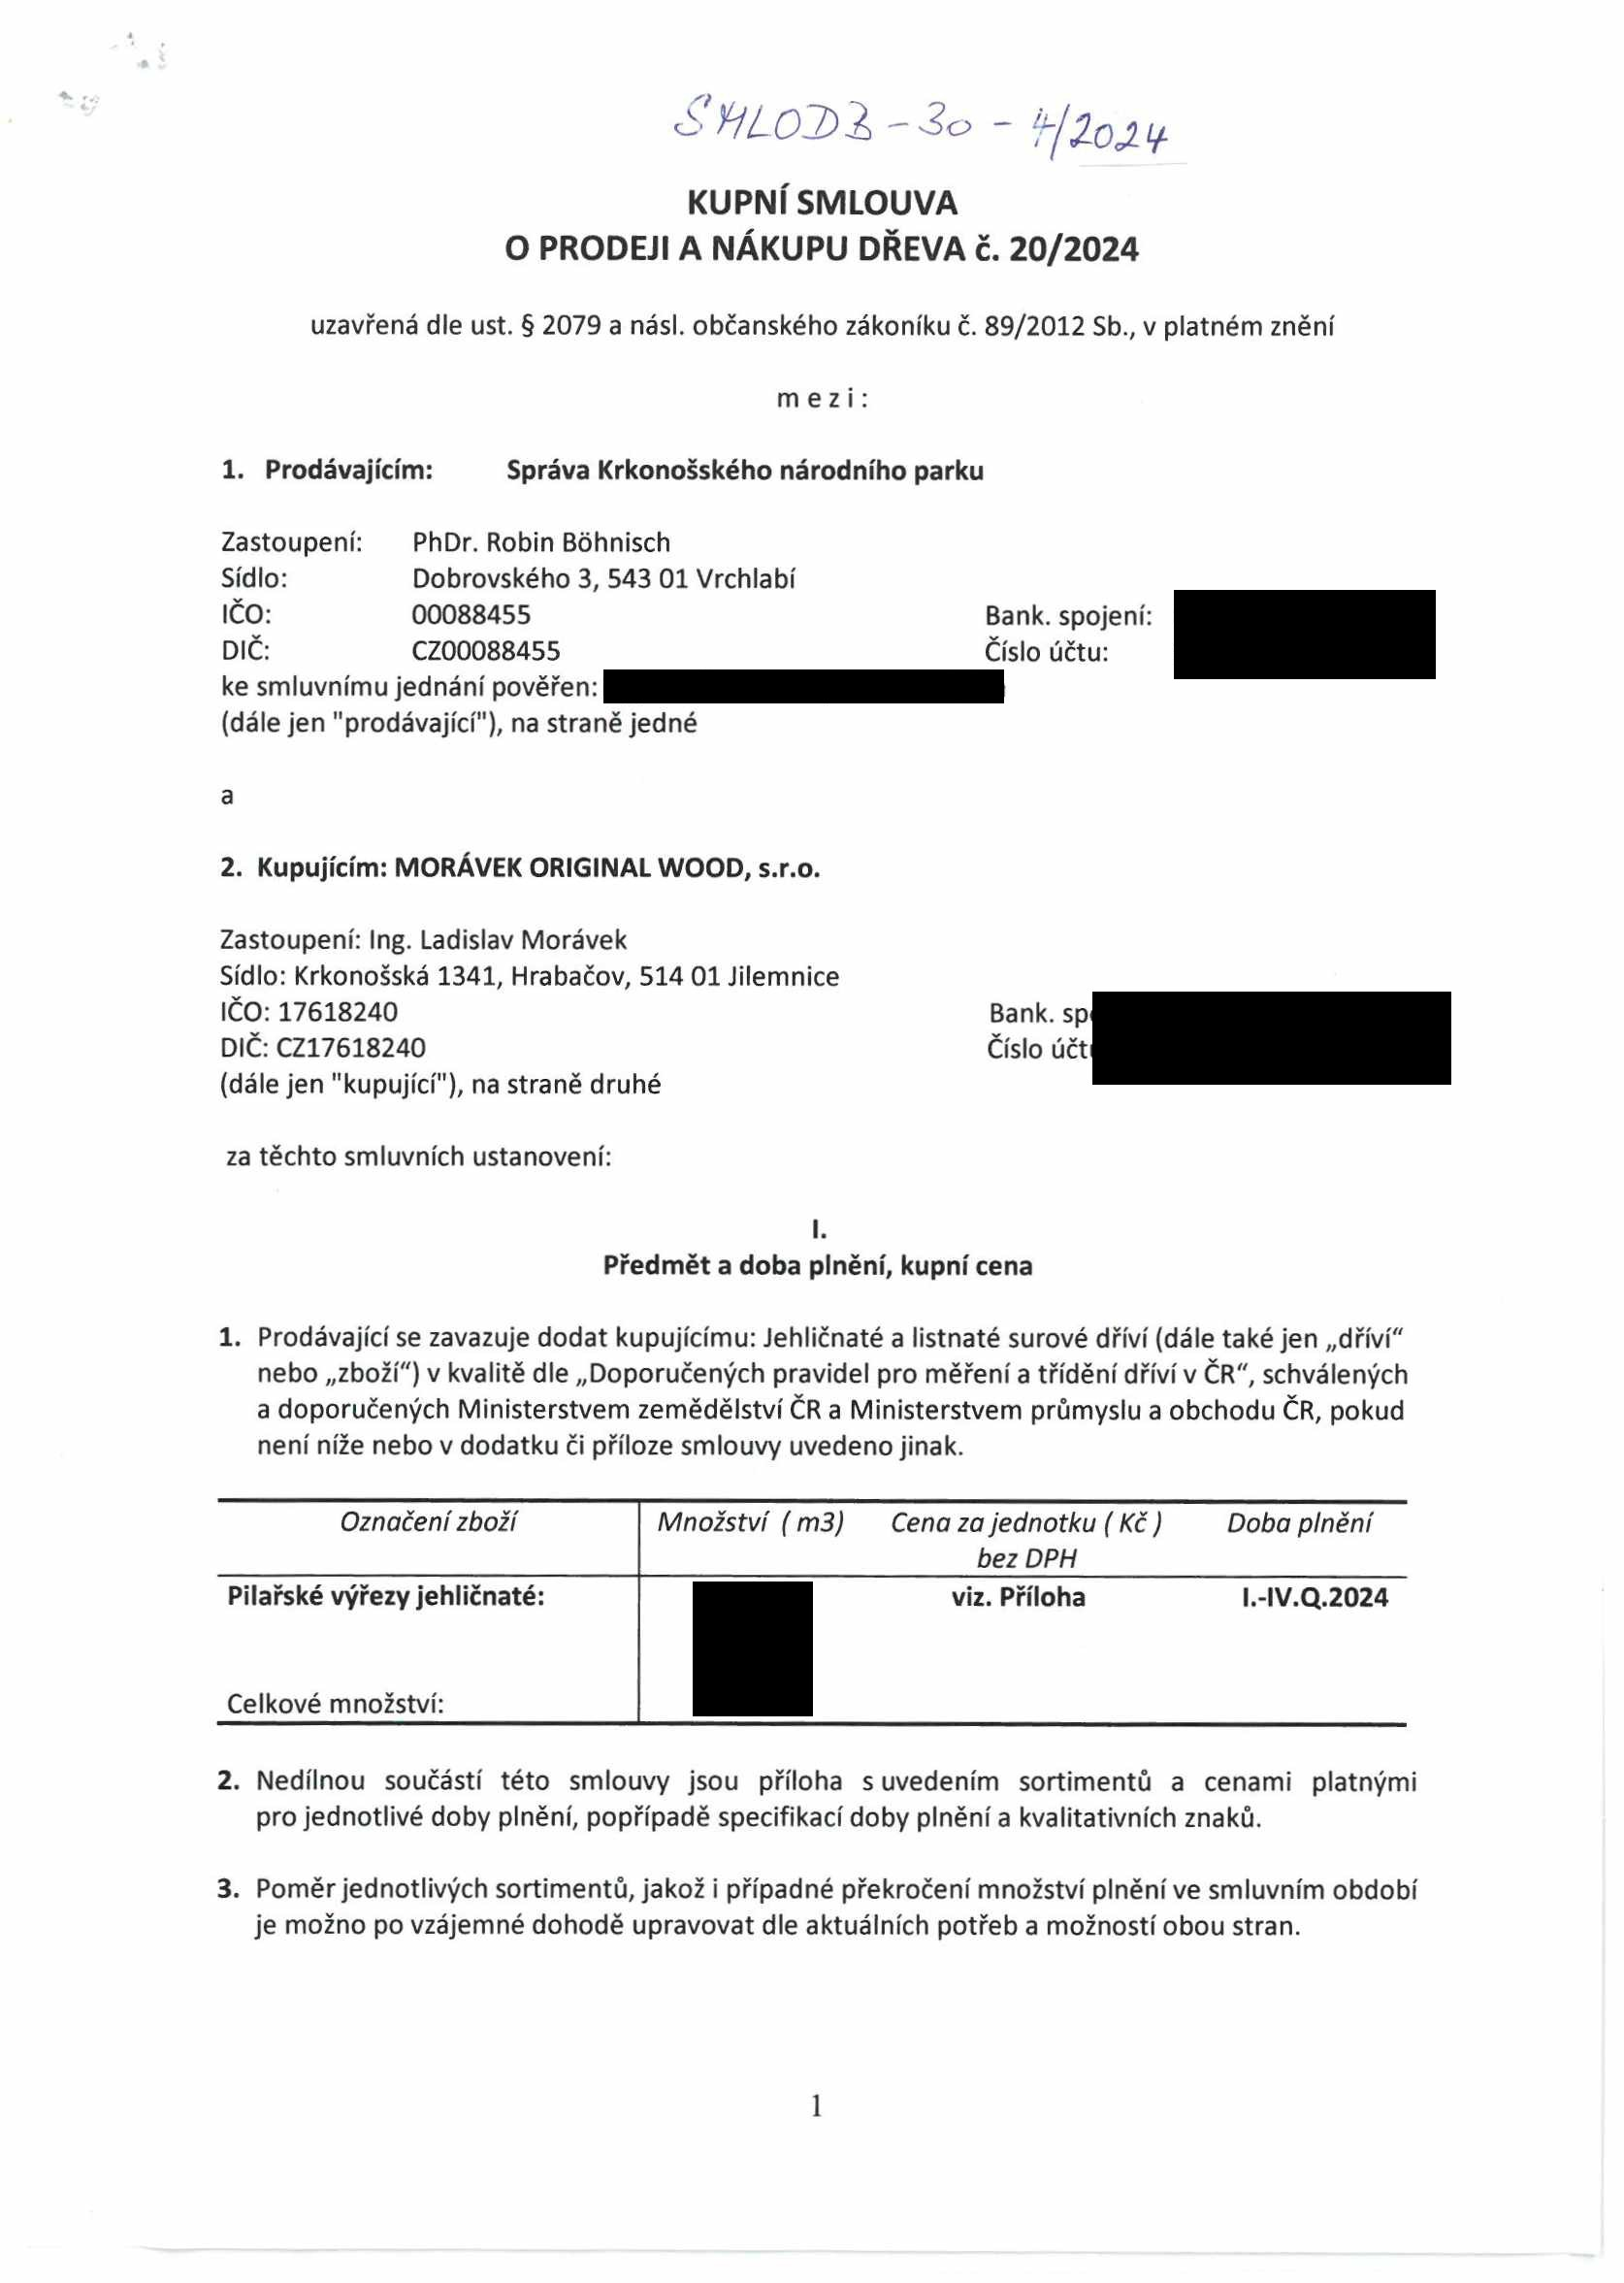 SMLODB-30-4/2024
KUPNÍ SMLOUVA
O PRODEJI A NÁKUPU DŘEVA č. 20/2024
uzavřená dle ust. § 2079 a násl. občanského zákoníku č. 89/2012 Sb., v platném znění
m e z i :
1. Prodávajícím: Správa Krkonošského národního parku
Zastoupení: PhDr. Robin Böhnisch
Sídlo: Dobrovského 3, 543 01 Vrchlabí
IČO: 00088455 Bank. spojení:
DIČ: CZ00088455 Číslo účtu:
ke smluvnímu jednání pověřen:
(dále jen "prodávající"), na straně jedné
a
2. Kupujícím: MORÁVEK ORIGINAL WOOD, s.r.o.
Zastoupení: Ing. Ladislav Morávek
Sídlo: Krkonošská 1341, Hrabačov, 514 01 Jilemnice
IČO: 17618240 Bank.
DIČ: CZ17618240 Číslo
(dále jen "kupující"), na straně druhé
za těchto smluvních ustanovení:
I.
Předmět a doba plnění, kupní cena
1. Prodávající se zavazuje dodat kupujícímu: Jehličnaté a listnaté surové dříví (dále také jen „dříví“
nebo „zboží“) v kvalitě dle „Doporučených pravidel pro měření a třídění dříví v ČR“, schválených
a doporučených Ministerstvem zemědělství ČR a Ministerstvem průmyslu a obchodu ČR, pokud
není níže nebo v dodatku či příloze smlouvy uvedeno jinak.
Označení zboží Množství ( m3) Cena za jednotku ( Kč ) Doba plnění
bez DPH
Pilařské výřezy jehličnaté: viz. Příloha I.-IV.Q.2024
Celkové množství:
2. Nedílnou součástí této smlouvy jsou příloha s uvedením sortimentů a cenami platnými
pro jednotlivé doby plnění, popřípadě specifikací doby plnění a kvalitativních znaků.
3. Poměr jednotlivých sortimentů, jakož i případné překročení množství plnění ve smluvním období
je možno po vzájemné dohodě upravovat dle aktuálních potřeb a možností obou stran.
1